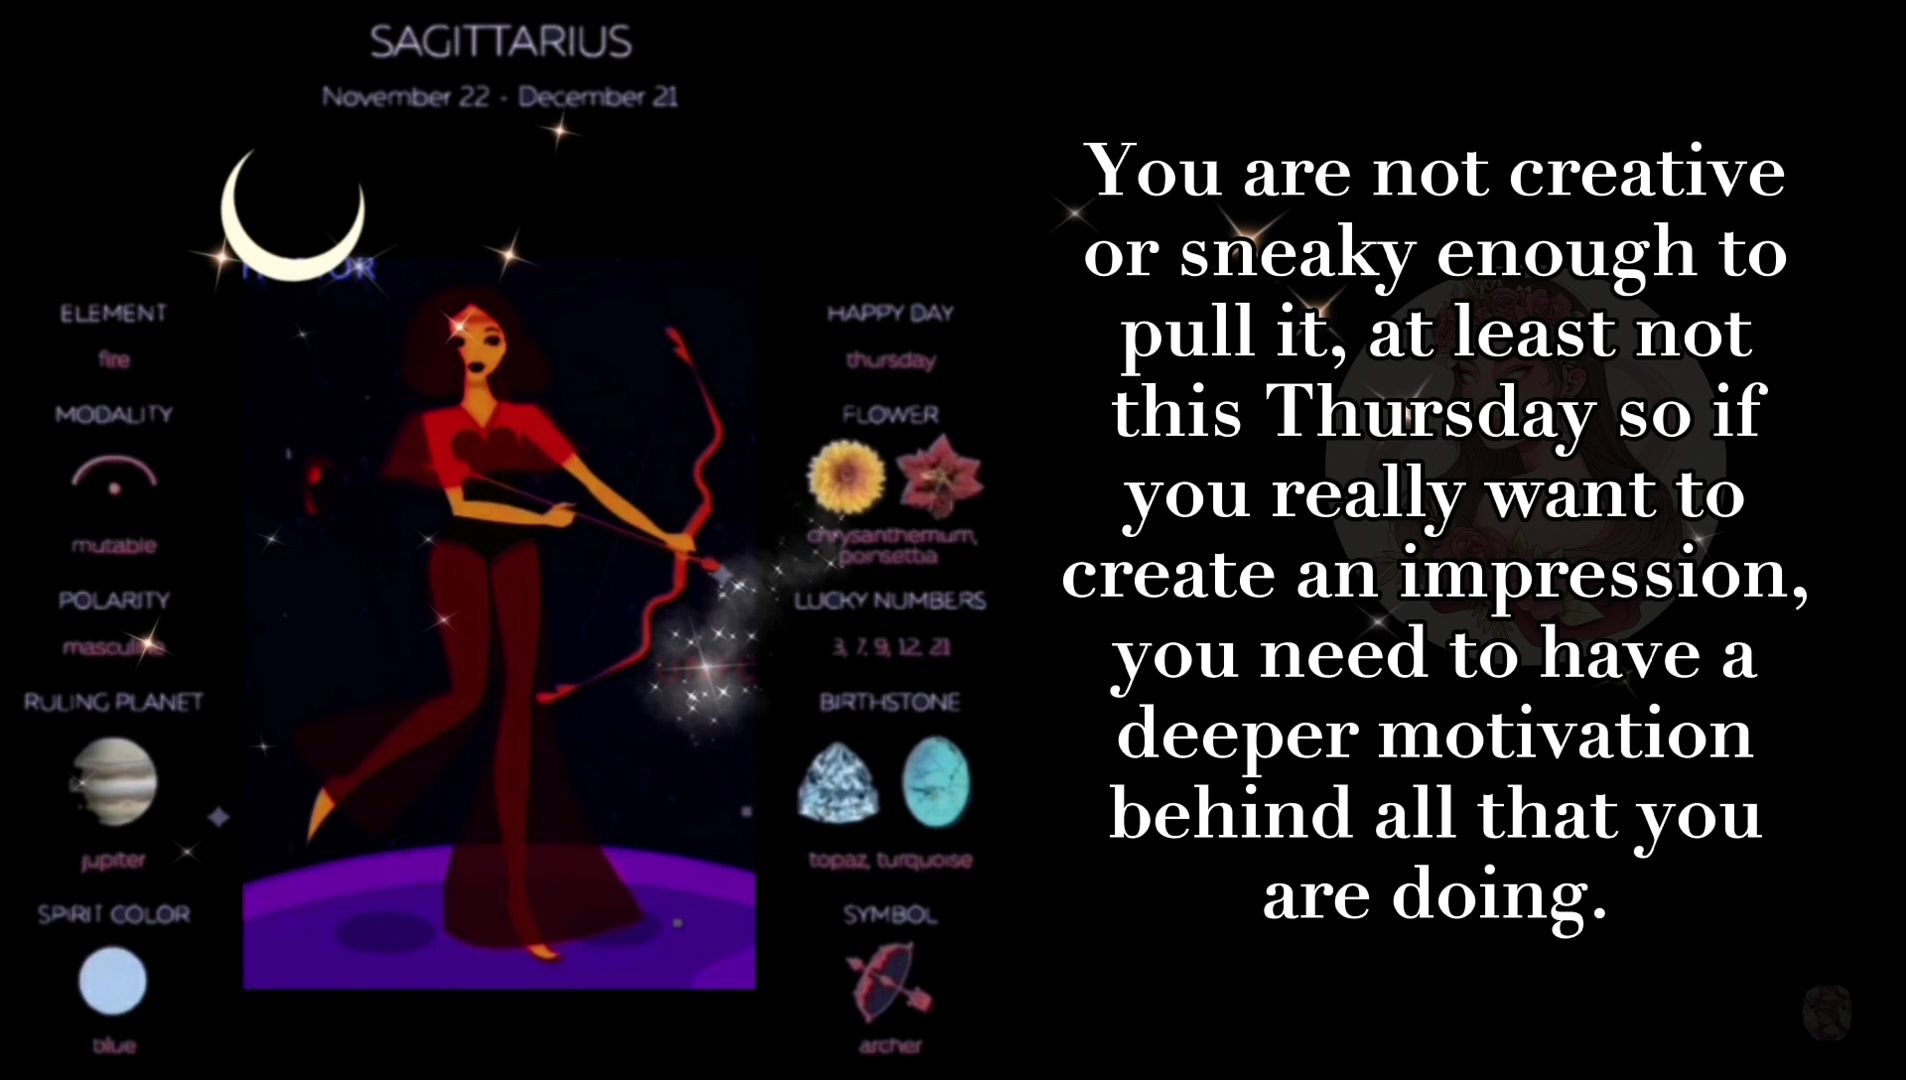 SAGITTARIUS
November 22 - December 21
ELEMENT
fire
MODALITY
mutable
POLARITY
masculine
RULING PLANET
jupiter
SPIRIT COLOR
blue
HAPPY DAY
thursday
FLOWER
chrysanthemum,
poinsettia
LUCKY NUMBERS
3, 7, 9, 12, 21
BIRTHSTONE
topaz, turquoise
SYMBOL
archer
You are not creative
or sneaky enough to
pull it, at least not
this Thursday so if
you really want to
create an impression,
you need to have a
deeper motivation
behind all that you
are doing.